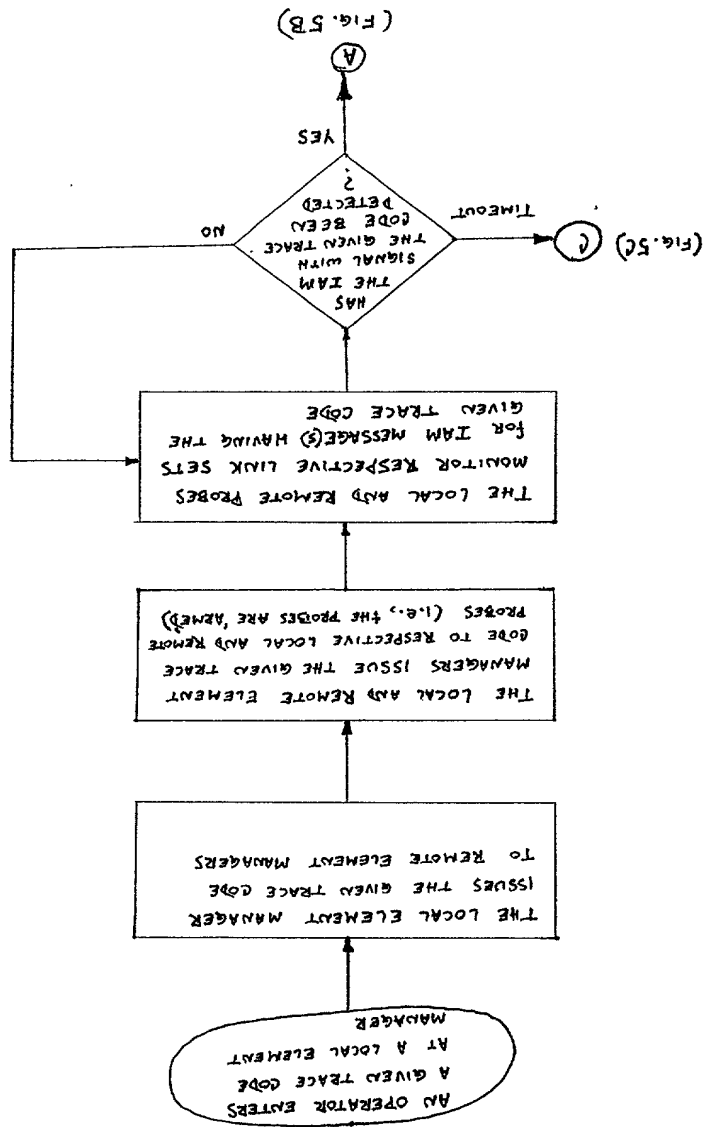 AN OPERATOR ENTERS
A GIVEN TRACE CODE
AT A LOCAL ELEMENT
MANAGER
THE LOCAL ELEMENT MANAGER
ISSUES THE GIVEN TRACE CODE
TO REMOTE ELEMENT MANAGERS
THE LOCAL AND REMOTE ELEMENT
MANAGERS ISSUE THE GIVEN TRACE
CODE TO RESPECTIVE LOCAL AND REMOTE
PROBES (i.e., THE PROBES ARE 'ARMED')
THE LOCAL AND REMOTE PROBES
MONITOR RESPECTIVE LINK SETS
FOR IAM MESSAGE(S) HAVING THE
GIVEN TRACE CODE
HAS
THE IAM
SIGNAL WITH
THE GIVEN TRACE
CODE BEEN
DETECTED
?
TIMEOUT
NO
(FIG. 5C)
C
YES
A
(FIG. 5B)